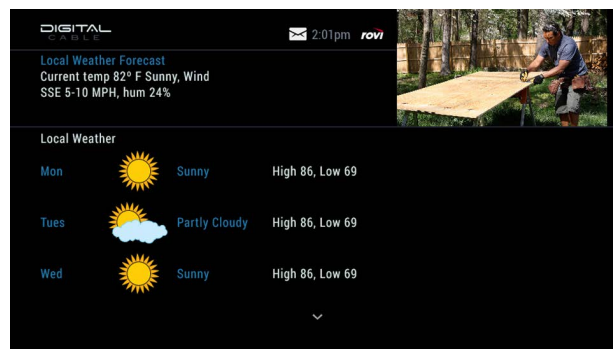 DIGITAL
CABLE
2:01pm rovi
Local Weather Forecast
Current temp 82º F Sunny, Wind
SSE 5-10 MPH, hum 24%
Local Weather
Mon Sunny High 86, Low 69
Tues Partly Cloudy High 86, Low 69
Wed Sunny High 86, Low 69